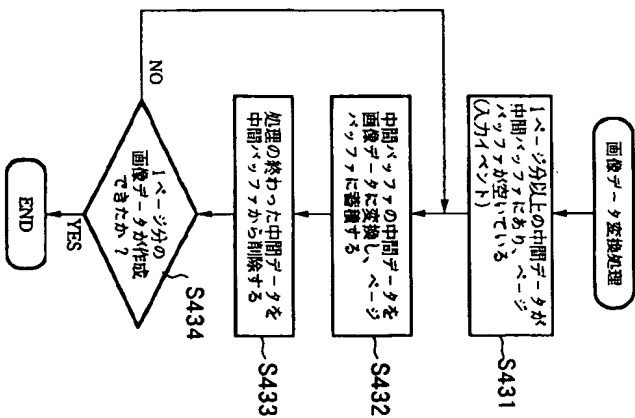 画像データ変換処理
1ページ分以上の中間データが
中間バッファにあり、ページ
バッファが空いている
(入力イベント)
S431
中間バッファの中間データを
画像データに変換し、ページ
バッファに蓄積する
S432
処理の終わった中間データを
中間バッファから削除する
S433
1ページ分の
画像データが作成
できたか?
S434
NO
YES
END